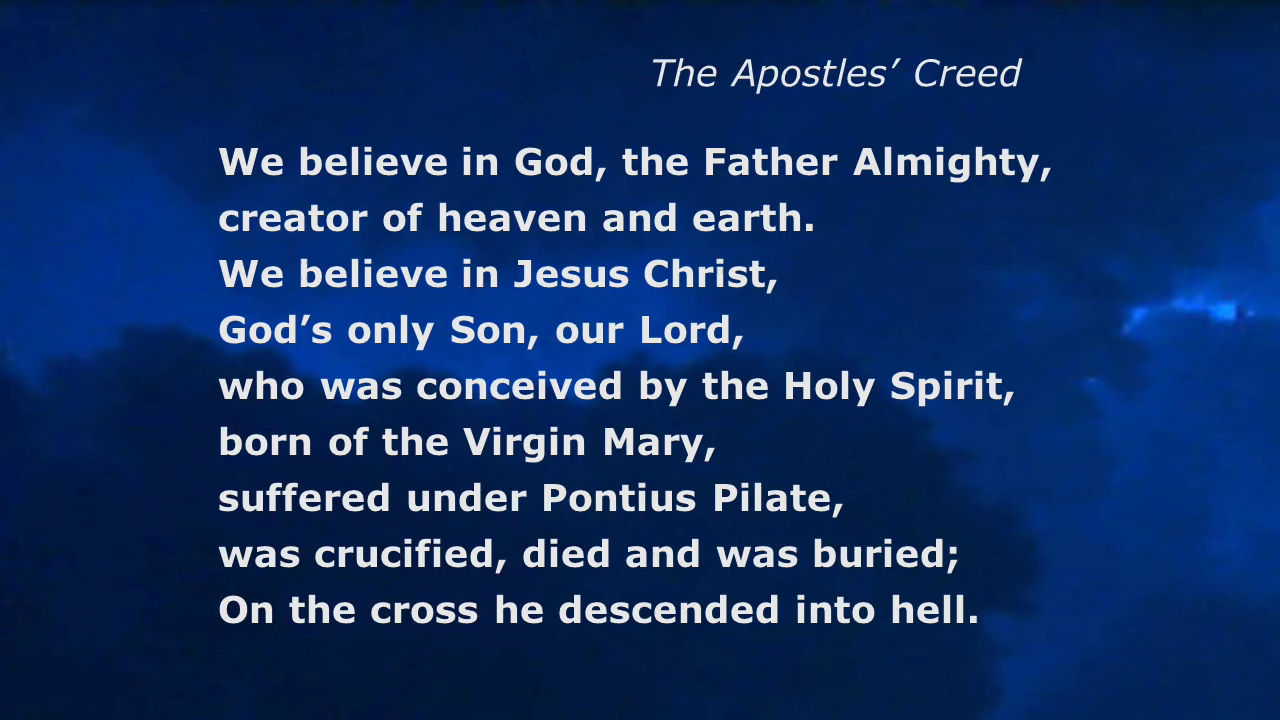 The Apostles’ Creed
We believe in God, the Father Almighty,
creator of heaven and earth.
We believe in Jesus Christ,
God’s only Son, our Lord,
who was conceived by the Holy Spirit,
born of the Virgin Mary,
suffered under Pontius Pilate,
was crucified, died and was buried;
On the cross he descended into hell.